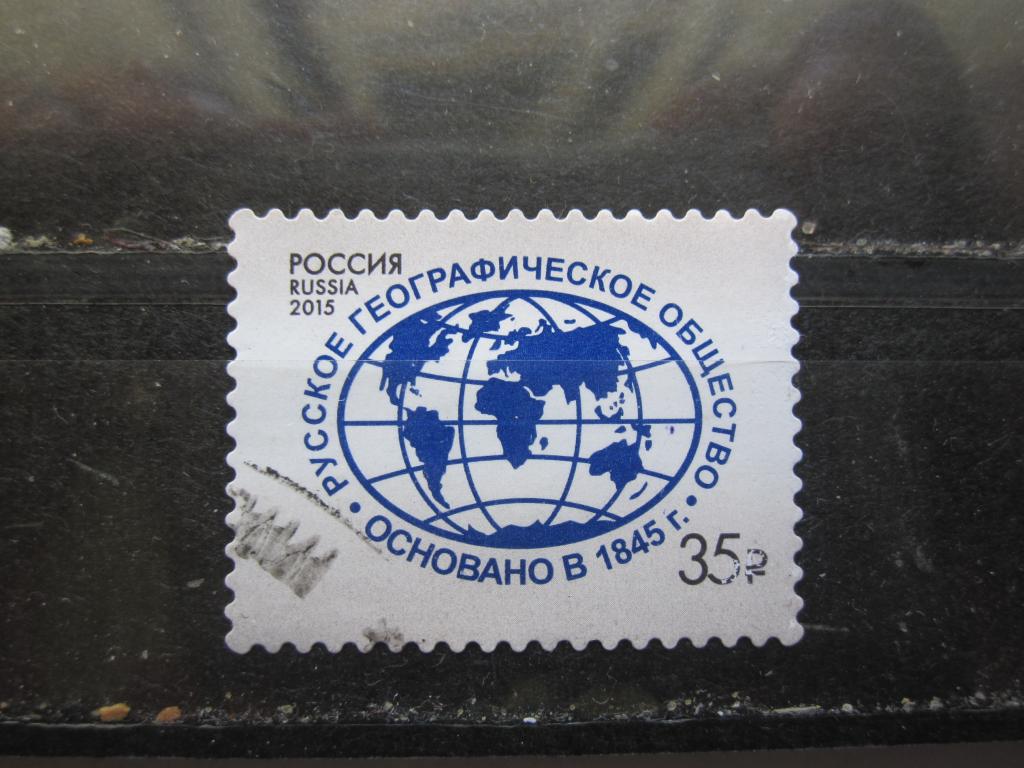 РОССИЯ
RUSSIA
2015
РУССКОЕ ГЕОГРАФИЧЕСКОЕ ОБЩЕСТВО
• ОСНОВАНО В 1845 г. •
35₽